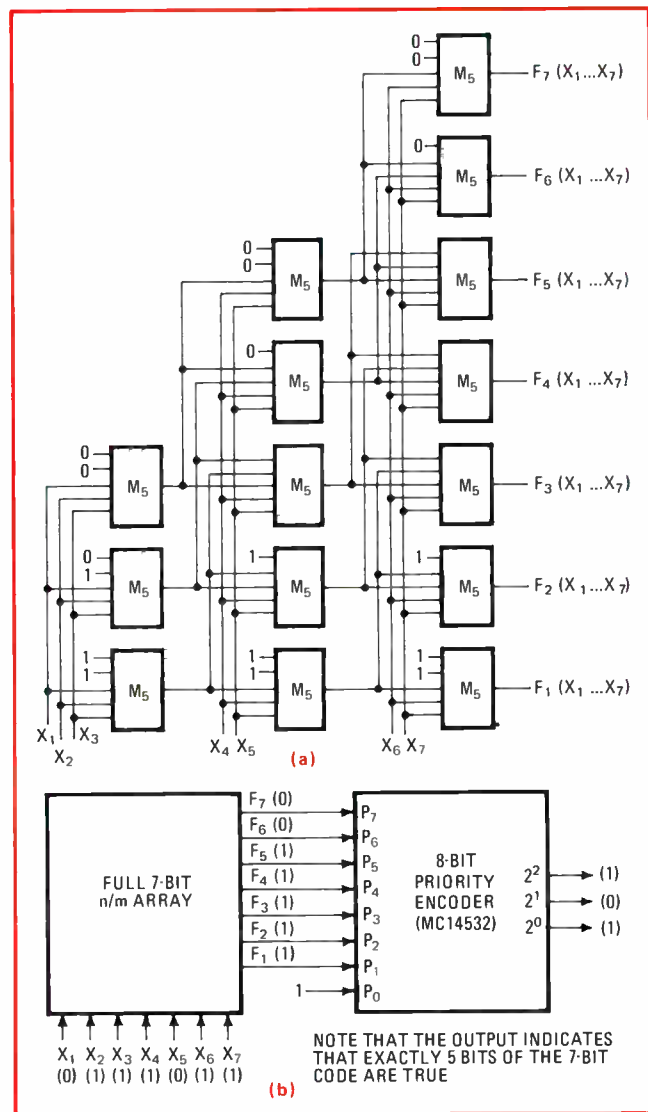 0
0
M5
F7 (X1...X7)
0
M5
F6 (X1...X7)
0
0
M5
M5
F5 (X1...X7)
0
M5
M5
F4 (X1...X7)
0
0
M5
M5
M5
F3 (X1...X7)
0
1
M5
1
M5
1
M5
F2 (X1...X7)
1
1
M5
1
1
M5
1
1
M5
F1 (X1...X7)
X1 X2 X3 X4 X5 X6 X7
(a)
FULL 7-BIT
n/m ARRAY
F7 (0)
F6 (0)
F5 (1)
F4 (1)
F3 (1)
F2 (1)
F1 (1)
1
P7
P6
P5
P4
P3
P2
P1
P0
8-BIT
PRIORITY
ENCODER
(MC14532)
2² (1)
2¹ (0)
2⁰ (1)
X1 X2 X3 X4 X5 X6 X7
(0) (1) (1) (1) (0) (1) (1)
(b)
NOTE THAT THE OUTPUT INDICATES
THAT EXACTLY 5 BITS OF THE 7-BIT
CODE ARE TRUE